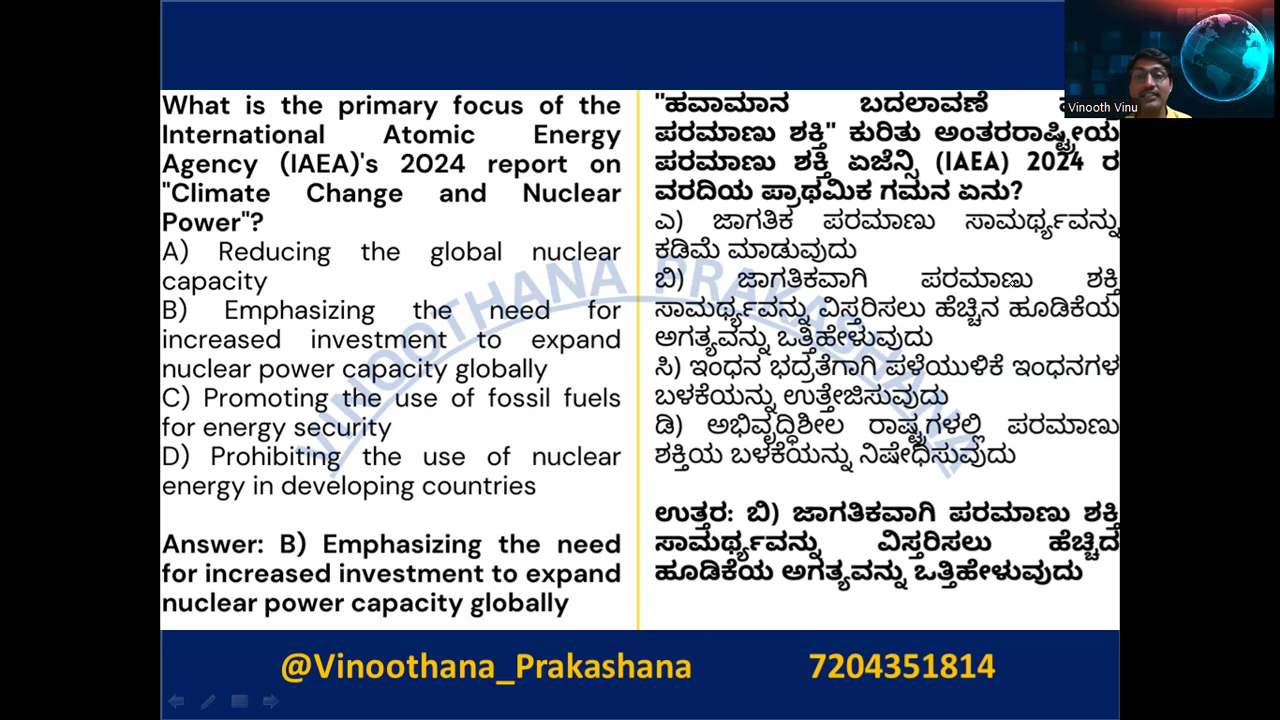 What is the primary focus of the
International Atomic Energy
Agency (IAEA)'s 2024 report on
"Climate Change and Nuclear
Power"?
A) Reducing the global nuclear
capacity
B) Emphasizing the need for
increased investment to expand
nuclear power capacity globally
C) Promoting the use of fossil fuels
for energy security
D) Prohibiting the use of nuclear
energy in developing countries
Answer: B) Emphasizing the need
for increased investment to expand
nuclear power capacity globally
"ಹವಾಮಾನ ಬದಲಾವಣೆ
ಪರಮಾಣು ಶಕ್ತಿ" ಕುರಿತು ಅಂತರರಾಷ್ಟ್ರೀಯ
ಪರಮಾಣು ಶಕ್ತಿ ಏಜೆನ್ಸಿ (IAEA) 2024 ರ
ವರದಿಯ ಪ್ರಾಥಮಿಕ ಗಮನ ಏನು?
ಎ) ಜಾಗತಿಕ ಪರಮಾಣು ಸಾಮರ್ಥ್ಯವನ್ನು
ಕಡಿಮೆ ಮಾಡುವುದು
ಬಿ) ಜಾಗತಿಕವಾಗಿ ಪರಮಾಣು ಶಕ್ತಿ
ಸಾಮರ್ಥ್ಯವನ್ನು ವಿಸ್ತರಿಸಲು ಹೆಚ್ಚಿನ ಹೂಡಿಕೆಯ
ಅಗತ್ಯವನ್ನು ಒತ್ತಿಹೇಳುವುದು
ಸಿ) ಇಂಧನ ಭದ್ರತೆಗಾಗಿ ಪಳೆಯುಳಿಕೆ ಇಂಧನಗಳ
ಬಳಕೆಯನ್ನು ಉತ್ತೇಜಿಸುವುದು
ಡಿ) ಅಭಿವೃದ್ಧಿಶೀಲ ರಾಷ್ಟ್ರಗಳಲ್ಲಿ ಪರಮಾಣು
ಶಕ್ತಿಯ ಬಳಕೆಯನ್ನು ನಿಷೇಧಿಸುವುದು
ಉತ್ತರ: ಬಿ) ಜಾಗತಿಕವಾಗಿ ಪರಮಾಣು ಶಕ್ತಿ
ಸಾಮರ್ಥ್ಯವನ್ನು ವಿಸ್ತರಿಸಲು ಹೆಚ್ಚಿದ
ಹೂಡಿಕೆಯ ಅಗತ್ಯವನ್ನು ಒತ್ತಿಹೇಳುವುದು
VINOOTHANA PRAKASHANA
Vinooth Vinu
@Vinoothana_Prakashana 7204351814